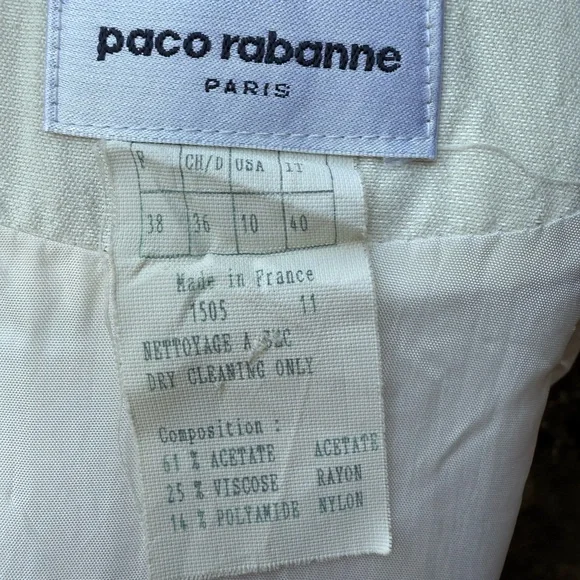 paco rabanne
PARIS
CH/D USA IT
38 36 10 40
Made in France
1505 11
NETTOYAGE A SEC
DRY CLEANING ONLY
Composition :
61 % ACETATE ACETATE
25 % VISCOSE RAYON
14 % POLYAMIDE NYLON